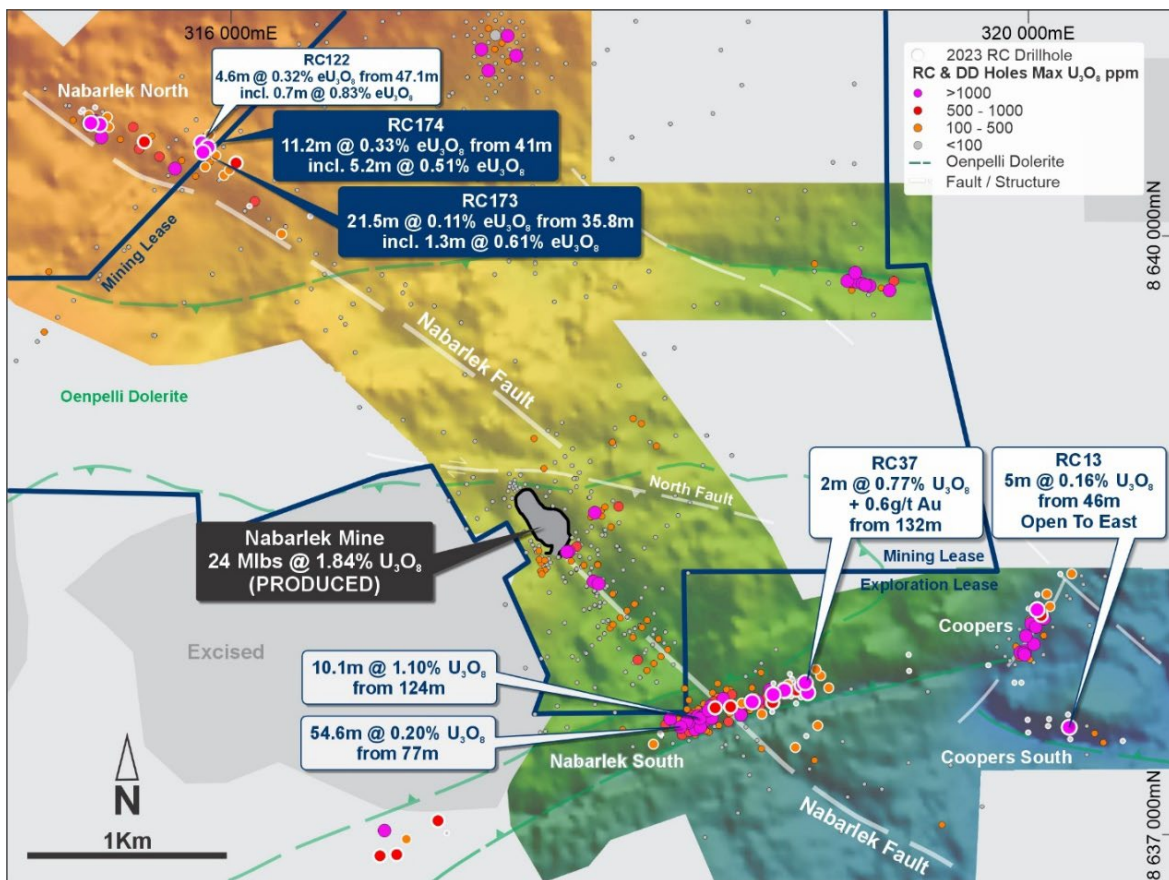 316 000mE
320 000mE
RC122
4.6m @ 0.32% eU₃O₈ from 47.1m
incl. 0.7m @ 0.83% eU₃O₈
Nabarlek North
2023 RC Drillhole
RC & DD Holes Max U₃O₈ ppm
>1000
500 - 1000
100 - 500
<100
Oenpelli Dolerite
Fault / Structure
RC174
11.2m @ 0.33% eU₃O₈ from 41m
incl. 5.2m @ 0.51% eU₃O₈
RC173
21.5m @ 0.11% eU₃O₈ from 35.8m
incl. 1.3m @ 0.61% eU₃O₈
Mining Lease
8 640 000mN
Nabarlek Fault
Oenpelli Dolerite
North Fault
RC37
2m @ 0.77% U₃O₈
+ 0.6g/t Au
from 132m
RC13
5m @ 0.16% U₃O₈
from 46m
Open To East
Nabarlek Mine
24 Mlbs @ 1.84% U₃O₈
(PRODUCED)
Mining Lease
Exploration Lease
Excised
Coopers
10.1m @ 1.10% U₃O₈
from 124m
54.6m @ 0.20% U₃O₈
from 77m
Nabarlek South
Coopers South
Nabarlek Fault
N
1Km
8 637 000mN